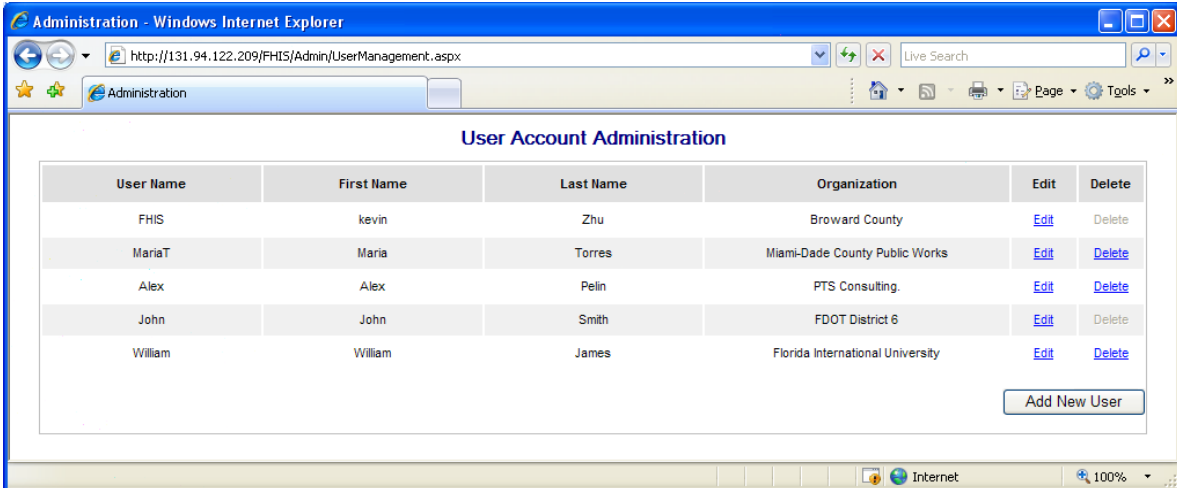 Administration - Windows Internet Explorer
http://131.94.122.209/FHIS/Admin/UserManagement.aspx Live Search
Administration Page Tools »
User Account Administration
User Name First Name Last Name Organization Edit Delete
FHIS kevin Zhu Broward County Edit Delete
MariaT Maria Torres Miami-Dade County Public Works Edit Delete
Alex Alex Pelin PTS Consulting. Edit Delete
John John Smith FDOT District 6 Edit Delete
William William James Florida International University Edit Delete
Add New User
Internet 100%